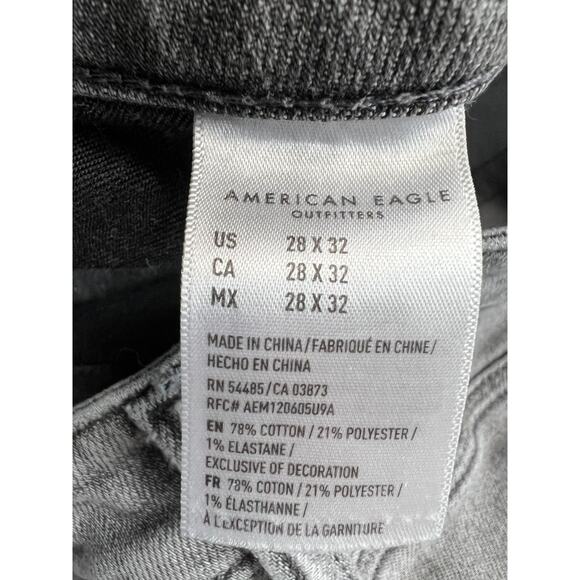 AMERICAN EAGLE
OUTFITTERS
US 28 X 32
CA 28 X 32
MX 28 X 32
MADE IN CHINA/FABRIQUÉ EN CHINE/
HECHO EN CHINA
RN 54485/CA 03873
RFC# AEM120605U9A
EN 78% COTTON/21% POLYESTER/
1% ELASTANE/
EXCLUSIVE OF DECORATION
FR 78% COTON/21% POLYESTER/
1% ÉLASTHANNE/
À L'EXCEPTION DE LA GARNITURE